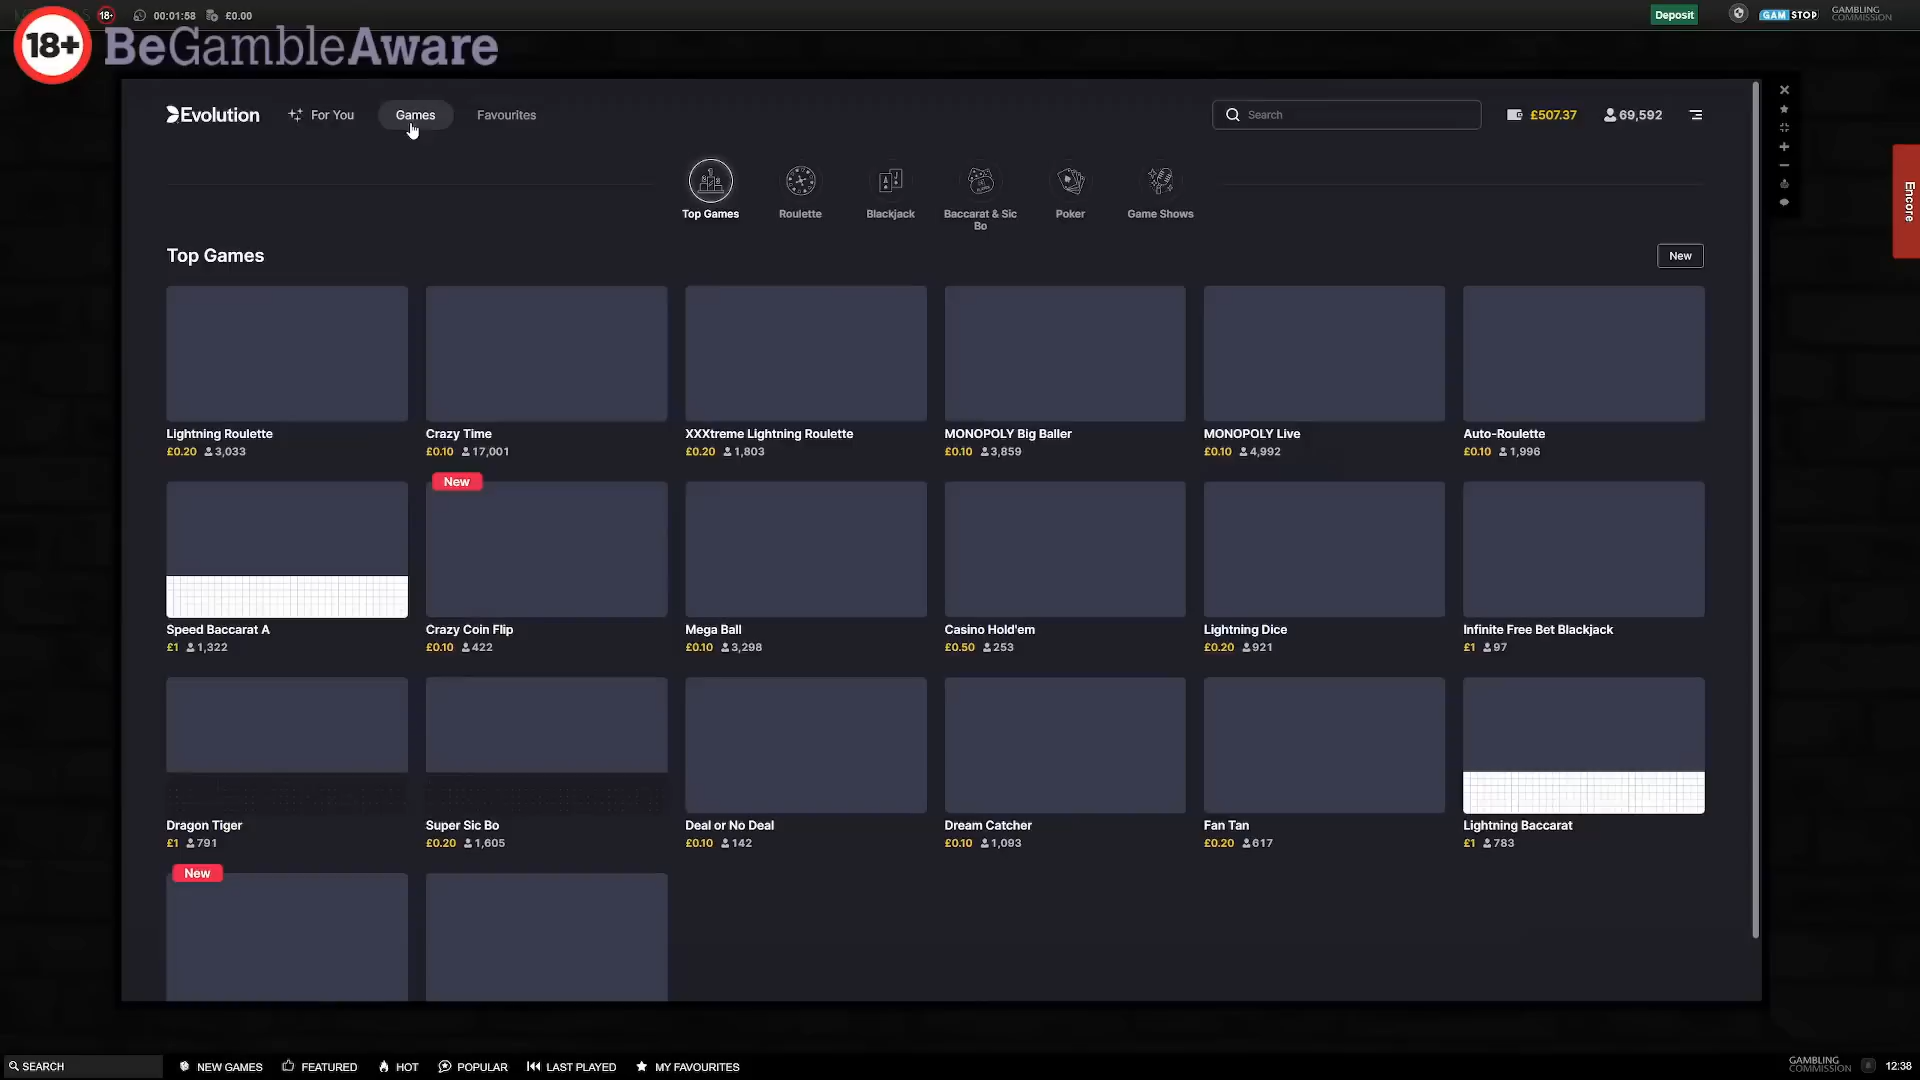 18+ 00:01:58 £0.00 Deposit GAMSTOP GAMBLING COMMISSION
18+ BeGambleAware
Evolution For You Games Favourites Search £507.37 69,592
Encore
Top Games Roulette Blackjack Baccarat & Sic Bo Poker Game Shows
Top Games New
Lightning Roulette Crazy Time XXXtreme Lightning Roulette MONOPOLY Big Baller MONOPOLY Live Auto-Roulette
£0.20 3,033 £0.10 17,001 £0.20 1,803 £0.10 3,859 £0.10 4,992 £0.10 1,996
New
Speed Baccarat A Crazy Coin Flip Mega Ball Casino Hold'em Lightning Dice Infinite Free Bet Blackjack
£1 1,322 £0.10 422 £0.10 3,298 £0.50 253 £0.20 921 £1 97
Dragon Tiger Super Sic Bo Deal or No Deal Dream Catcher Fan Tan Lightning Baccarat
£1 791 £0.20 1,605 £0.10 142 £0.10 1,093 £0.20 617 £1 783
New
SEARCH NEW GAMES FEATURED HOT POPULAR LAST PLAYED MY FAVOURITES GAMBLING COMMISSION 12:38